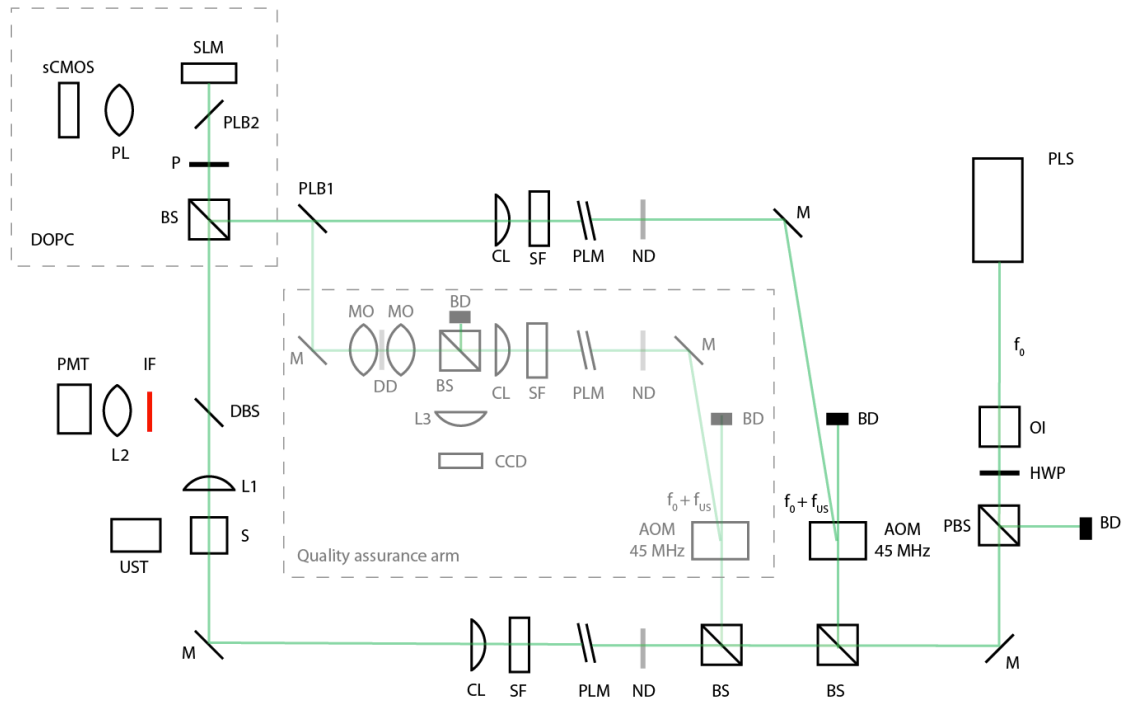 SLM
sCMOS
PLB2
PL
P
BS
DOPC
PLB1
CL
SF
PLM
ND
M
PLS
f₀
MO
MO
BD
M
DD
BS
CL
SF
PLM
ND
M
L3
CCD
BD
f₀ + fᵤₛ
AOM
45 MHz
Quality assurance arm
BD
f₀ + fᵤₛ
AOM
45 MHz
PMT
IF
L2
DBS
L1
S
UST
OI
HWP
PBS
BD
M
CL
SF
PLM
ND
BS
BS
M